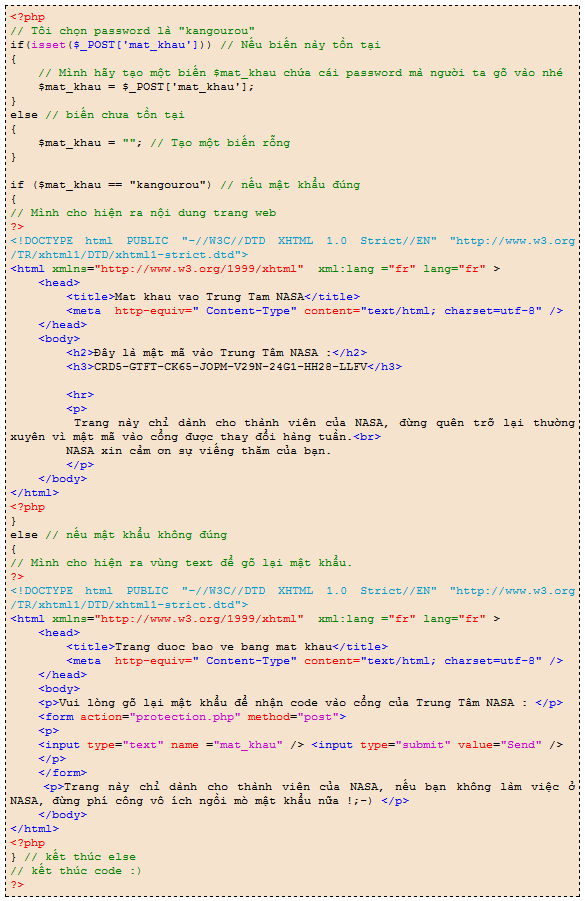 <?php
// Tôi chọn password là "kangourou"
if(isset($_POST['mat_khau'])) // Nếu biến này tồn tại
{
// Mình hãy tạo một biến $mat_khau chứa cái password mà người ta gõ vào nhé
$mat_khau = $_POST['mat_khau'];
}
else // biến chưa tồn tại
{
$mat_khau = ""; // Tạo một biến rỗng
}
if ($mat_khau == "kangourou") // nếu mật khẩu đúng
{
// Mình cho hiện ra nội dung trang web
?>
<!DOCTYPE html PUBLIC "-//W3C//DTD XHTML 1.0 Strict//EN" "http://www.w3.org
/TR/xhtml1/DTD/xhtml1-strict.dtd">
<html xmlns="http://www.w3.org/1999/xhtml" xml:lang ="fr" lang="fr" >
<head>
<title>Mat khau vao Trung Tam NASA</title>
<meta http-equiv=" Content-Type" content="text/html; charset=utf-8" />
</head>
<body>
<h2>Đây là mật mã vào Trung Tâm NASA :</h2>
<h3>CRD5-GTFT-CK65-JOPM-V29N-24G1-HH28-LLFV</h3>
<hr>
<p>
Trang này chỉ dành cho thành viên của NASA, đừng quên trỡ lại thường
xuyên vì mật mã vào cổng được thay đổi hàng tuần.<br>
NASA xin cảm ơn sự viếng thăm của bạn.
</p>
</body>
</html>
<?php
}
else // nếu mật khẩu không đúng
{
// Mình cho hiện ra vùng text để gõ lại mật khẩu.
?>
<!DOCTYPE html PUBLIC "-//W3C//DTD XHTML 1.0 Strict//EN" "http://www.w3.org
/TR/xhtml1/DTD/xhtml1-strict.dtd">
<html xmlns="http://www.w3.org/1999/xhtml" xml:lang ="fr" lang="fr" >
<head>
<title>Trang duoc bao ve bang mat khau</title>
<meta http-equiv=" Content-Type" content="text/html; charset=utf-8" />
</head>
<body>
<p>Vui lòng gõ lại mật khẩu để nhận code vào cổng của Trung Tâm NASA : </p>
<form action="protection.php" method="post">
<p>
<input type="text" name ="mat_khau" /> <input type="submit" value="Send" />
</p>
</form>
<p>Trang này chỉ dành cho thành viên của NASA, nếu bạn không làm việc ở
NASA, đừng phí công vô ích ngồi mò mật khẩu nữa !;-) </p>
</body>
</html>
<?php
} // kết thúc else
// kết thúc code :)
?>